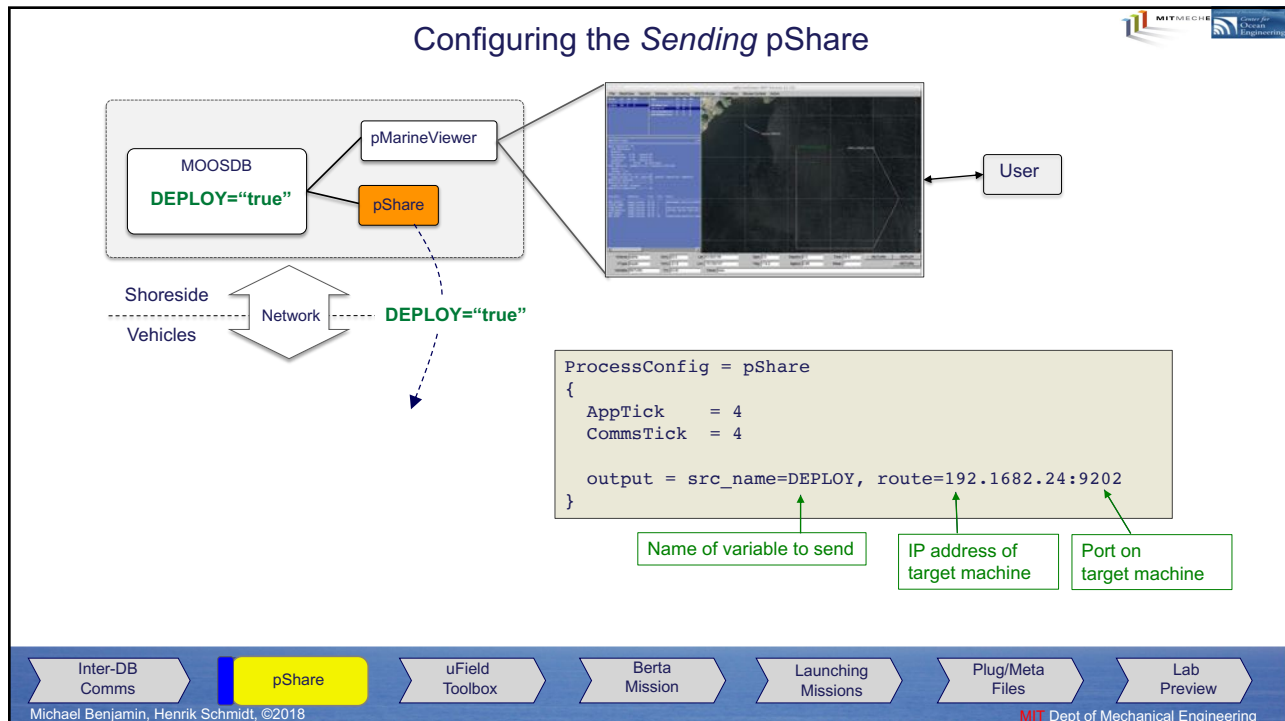 Configuring the Sending pShare
MITMECHE
Center for
Ocean
Engineering
MOOSDB
DEPLOY=“true”
pMarineViewer
pShare
User
Shoreside
Network
Vehicles
DEPLOY=“true”
ProcessConfig = pShare
{
AppTick = 4
CommsTick = 4
output = src_name=DEPLOY, route=192.1682.24:9202
}
Name of variable to send
IP address of
target machine
Port on
target machine
Inter-DB
Comms
pShare
uField
Toolbox
Berta
Mission
Launching
Missions
Plug/Meta
Files
Lab
Preview
Michael Benjamin, Henrik Schmidt, ©2018
MIT Dept of Mechanical Engineering